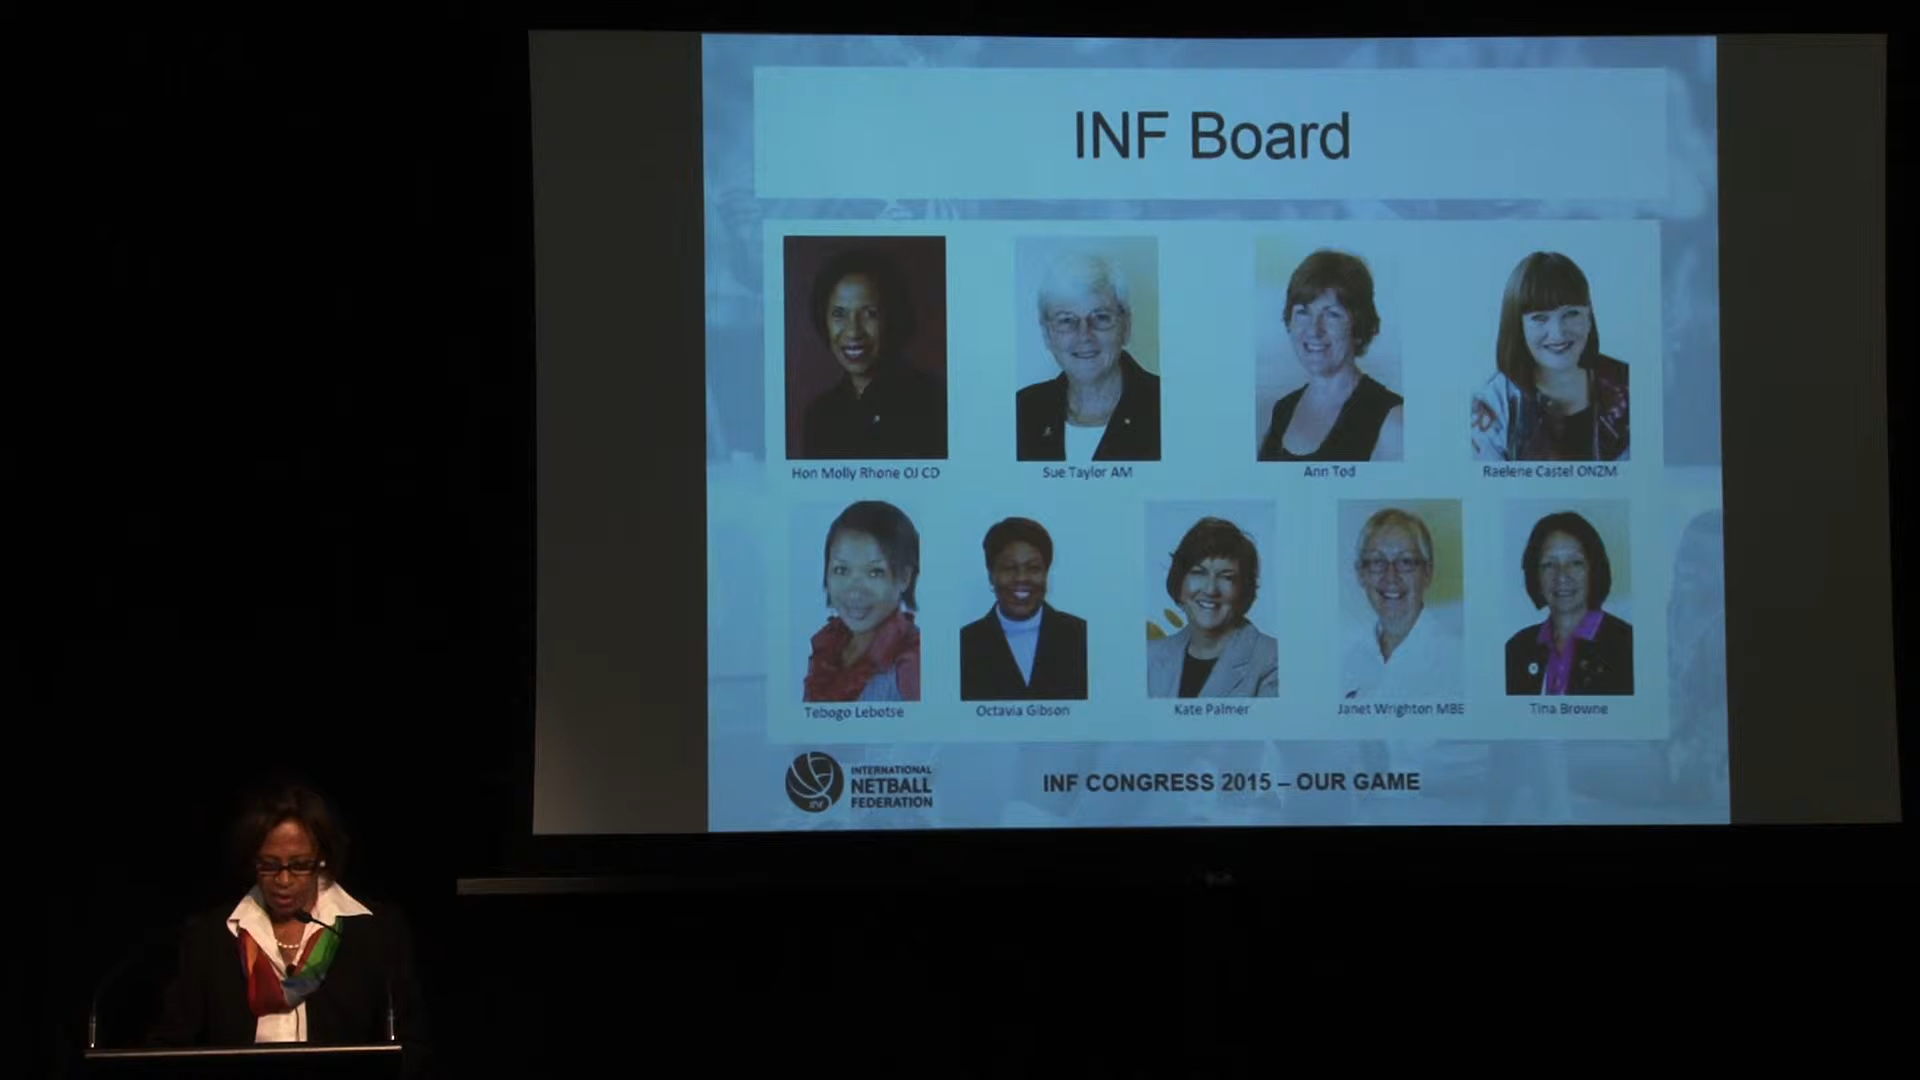 INF Board
Hon Molly Rhone OJ CD
Sue Taylor AM
Ann Tod
Raelene Castel ONZM
Tebogo Lebotse
Octavia Gibson
Kate Palmer
Janet Wrighton MBE
Tina Browne
INTERNATIONAL
NETBALL
FEDERATION
INF
INF CONGRESS 2015 – OUR GAME